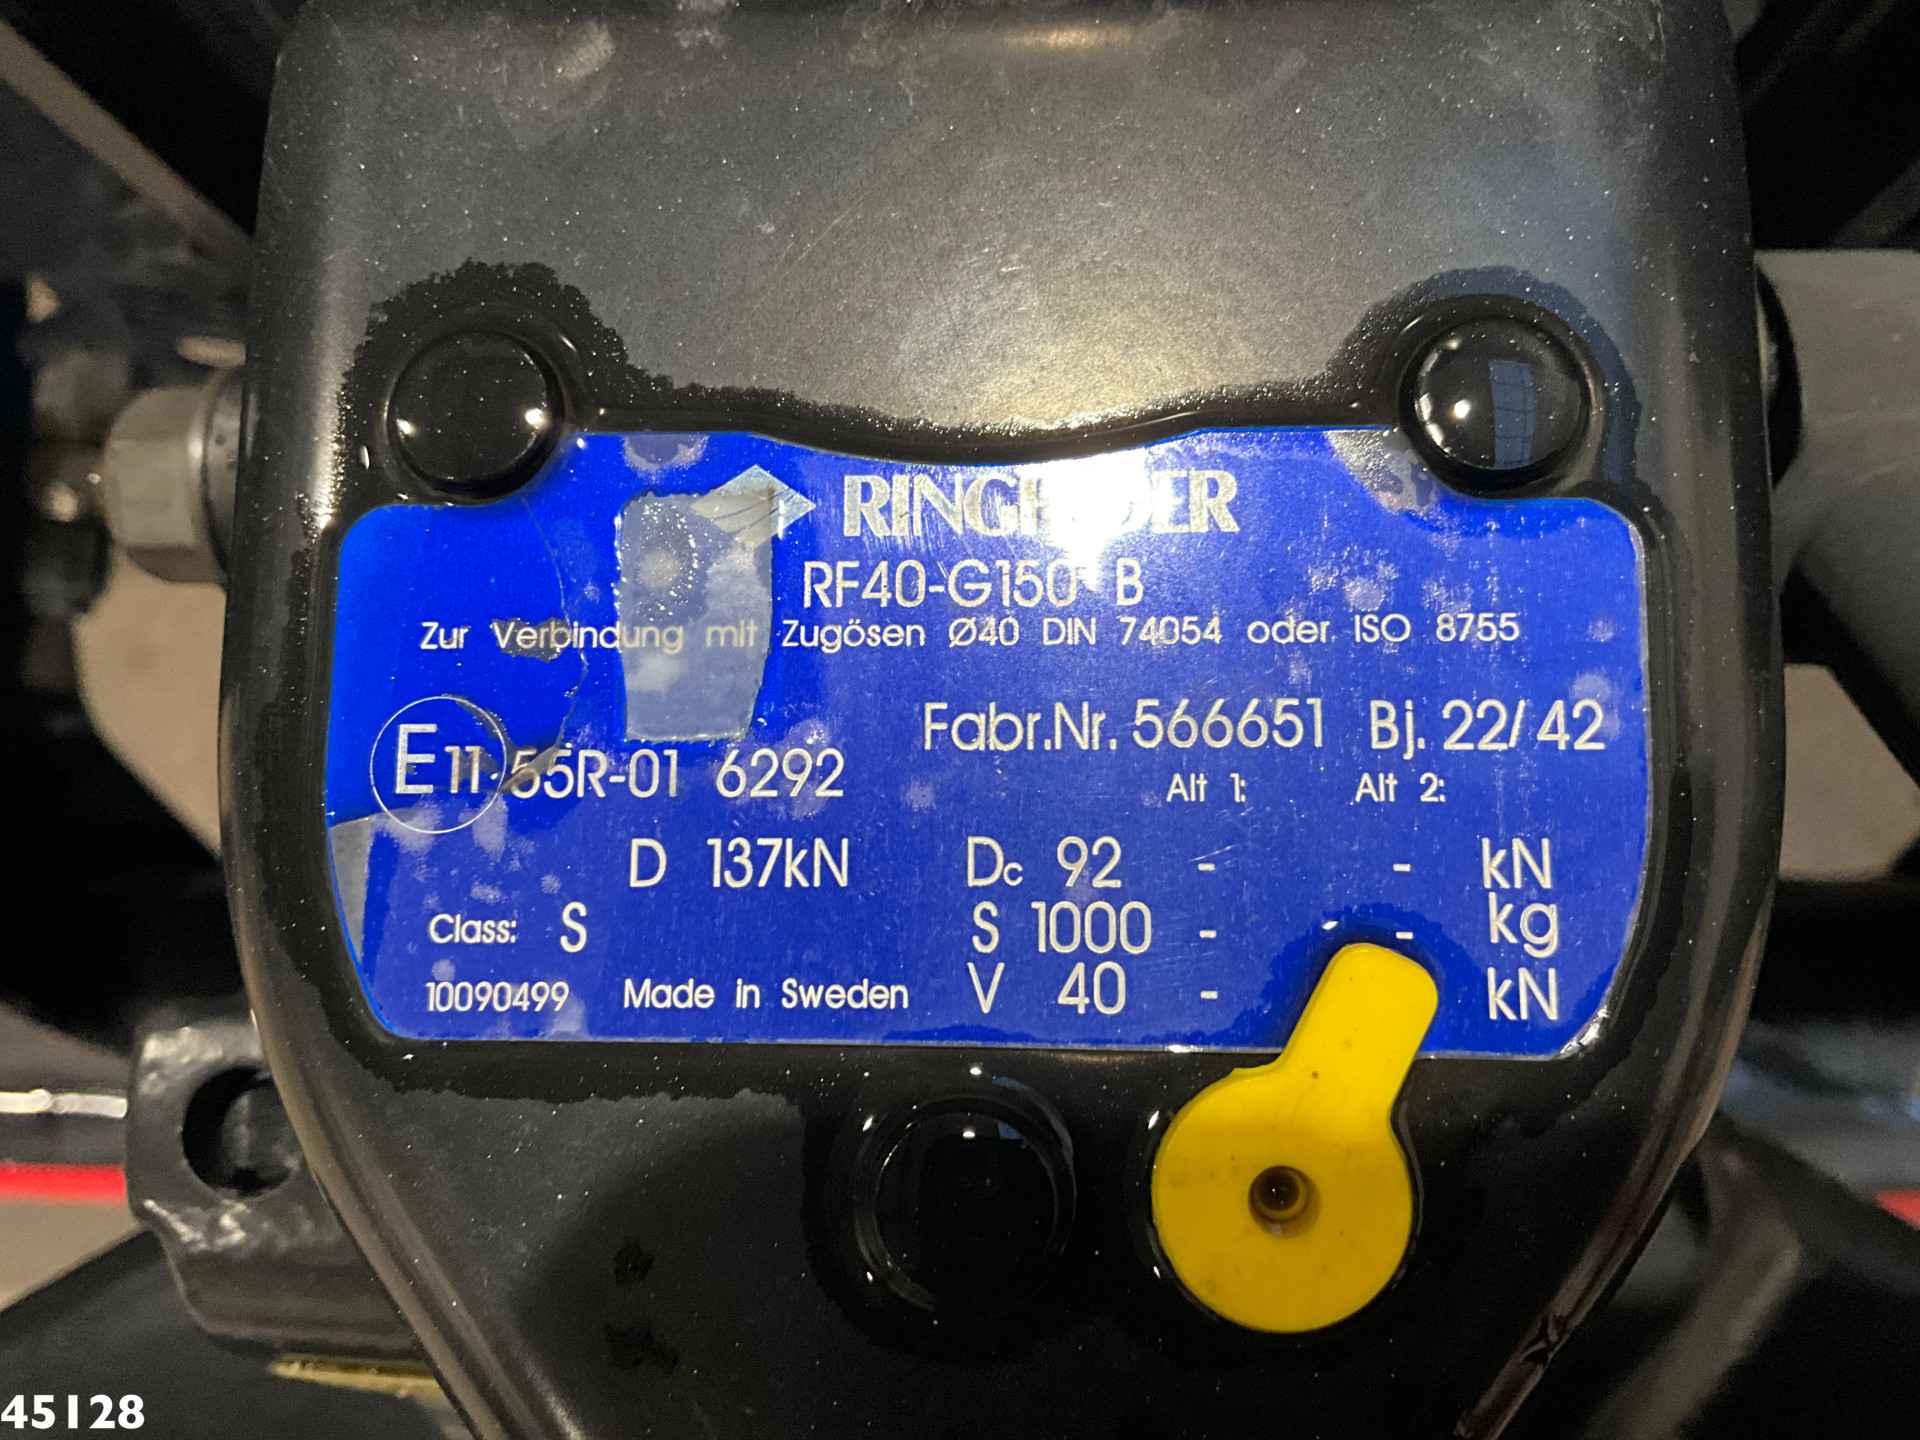 RINGFEDER
RF40-G150 B
Zur Verbindung mit Zugösen Ø40 DIN 74054 oder ISO 8755
Fabr.Nr. 566651 Bj. 22/42
E11 55R-01 6292
Alt 1: Alt 2:
D 137kN Dc 92 - - kN
Class: S S 1000 - - kg
10090499 Made in Sweden V 40 - kN
45128